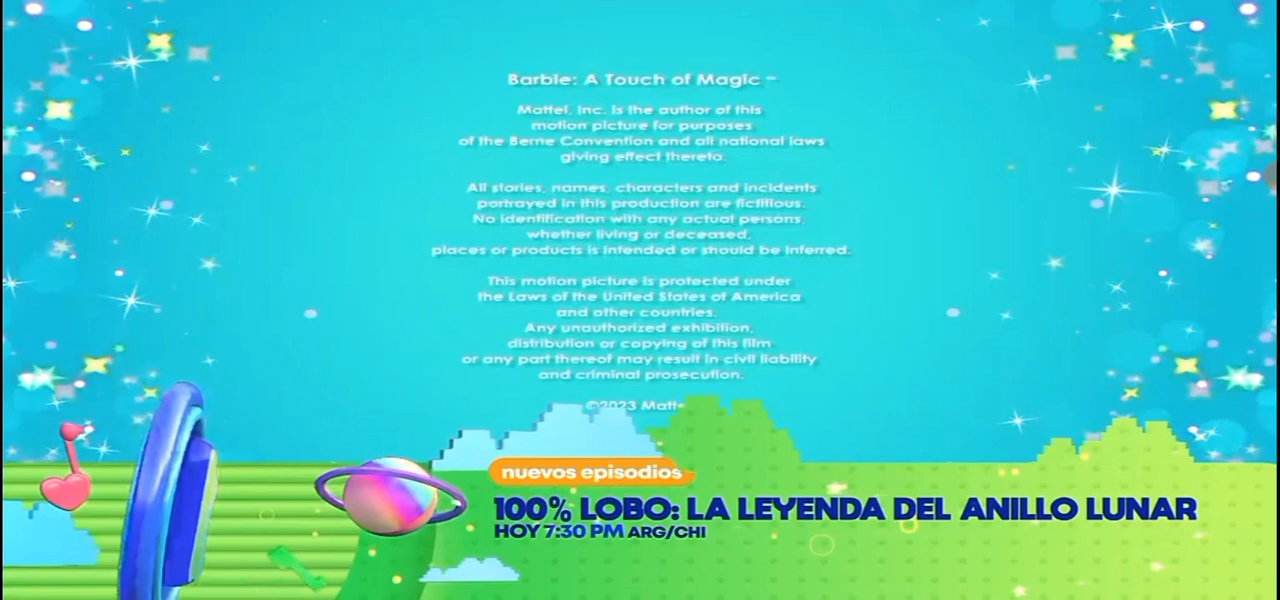 Barbie: A Touch of Magic ™
Mattel, Inc. is the author of this
motion picture for purposes
of the Berne Convention and all national laws
giving effect thereto.
All stories, names, characters and incidents
portrayed in this production are fictitious.
No identification with any actual persons,
whether living or deceased,
places or products is intended or should be inferred.
This motion picture is protected under
the Laws of the United States of America
and other countries.
Any unauthorized exhibition,
distribution or copying of this film
or any part thereof may result in civil liability
and criminal prosecution.
©2023 Matte
nuevos episodios
100% LOBO: LA LEYENDA DEL ANILLO LUNAR
HOY 7:30 PM ARG/CHI